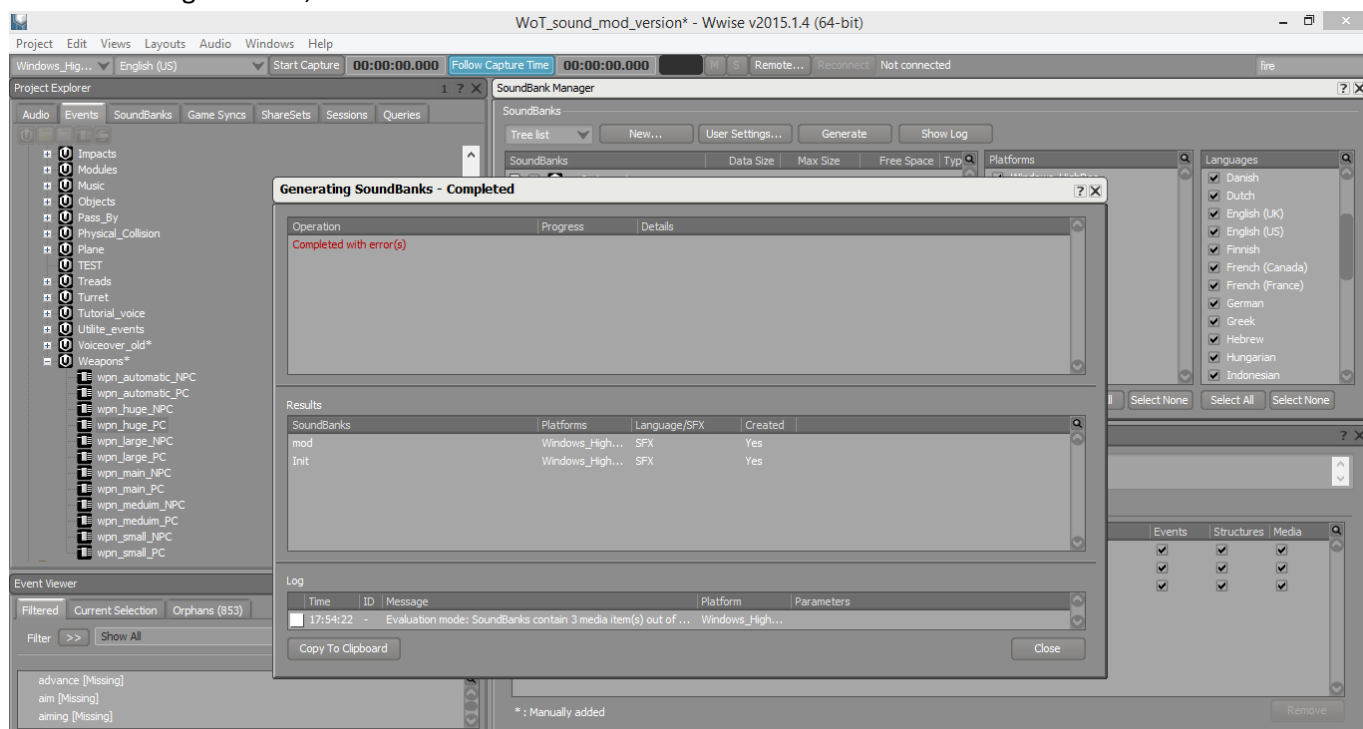 WoT_sound_mod_version* - Wwise v2015.1.4 (64-bit)
Project Edit Views Layouts Audio Windows Help
Windows_Hig... English (US) Start Capture 00:00:00.000 Follow Capture Time 00:00:00.000 M S Remote... Reconnect Not connected fire
Project Explorer 1 ? X
SoundBank Manager ? X
Audio Events SoundBanks Game Syncs ShareSets Sessions Queries
SoundBanks
Tree list New... User Settings... Generate Show Log
SoundBanks Data Size Max Size Free Space Typ Platforms Languages
Impacts
Modules
Music
Objects
Pass_By
Physical_Collision
Plane
TEST
Treads
Turret
Tutorial_voice
Utilite_events
Voiceover_old*
Weapons*
wpn_automatic_NPC
wpn_automatic_PC
wpn_huge_NPC
wpn_huge_PC
wpn_large_NPC
wpn_large_PC
wpn_main_NPC
wpn_main_PC
wpn_meduim_NPC
wpn_meduim_PC
wpn_small_NPC
wpn_small_PC
Danish
Dutch
English (UK)
English (US)
Finnish
French (Canada)
French (France)
German
Greek
Hebrew
Hungarian
Indonesian
Select None Select All Select None
Generating SoundBanks - Completed ? X
Operation Progress Details
Completed with error(s)
Results
SoundBanks Platforms Language/SFX Created
mod Windows_High... SFX Yes
Init Windows_High... SFX Yes
Log
Time ID Message Platform Parameters
17:54:22 - Evaluation mode: SoundBanks contain 3 media item(s) out of ... Windows_High...
Copy To Clipboard Close
? X
Events Structures Media
Event Viewer
Filtered Current Selection Orphans (853)
Filter >> Show All
advance [Missing]
aim [Missing]
aiming [Missing]
* : Manually added Remove